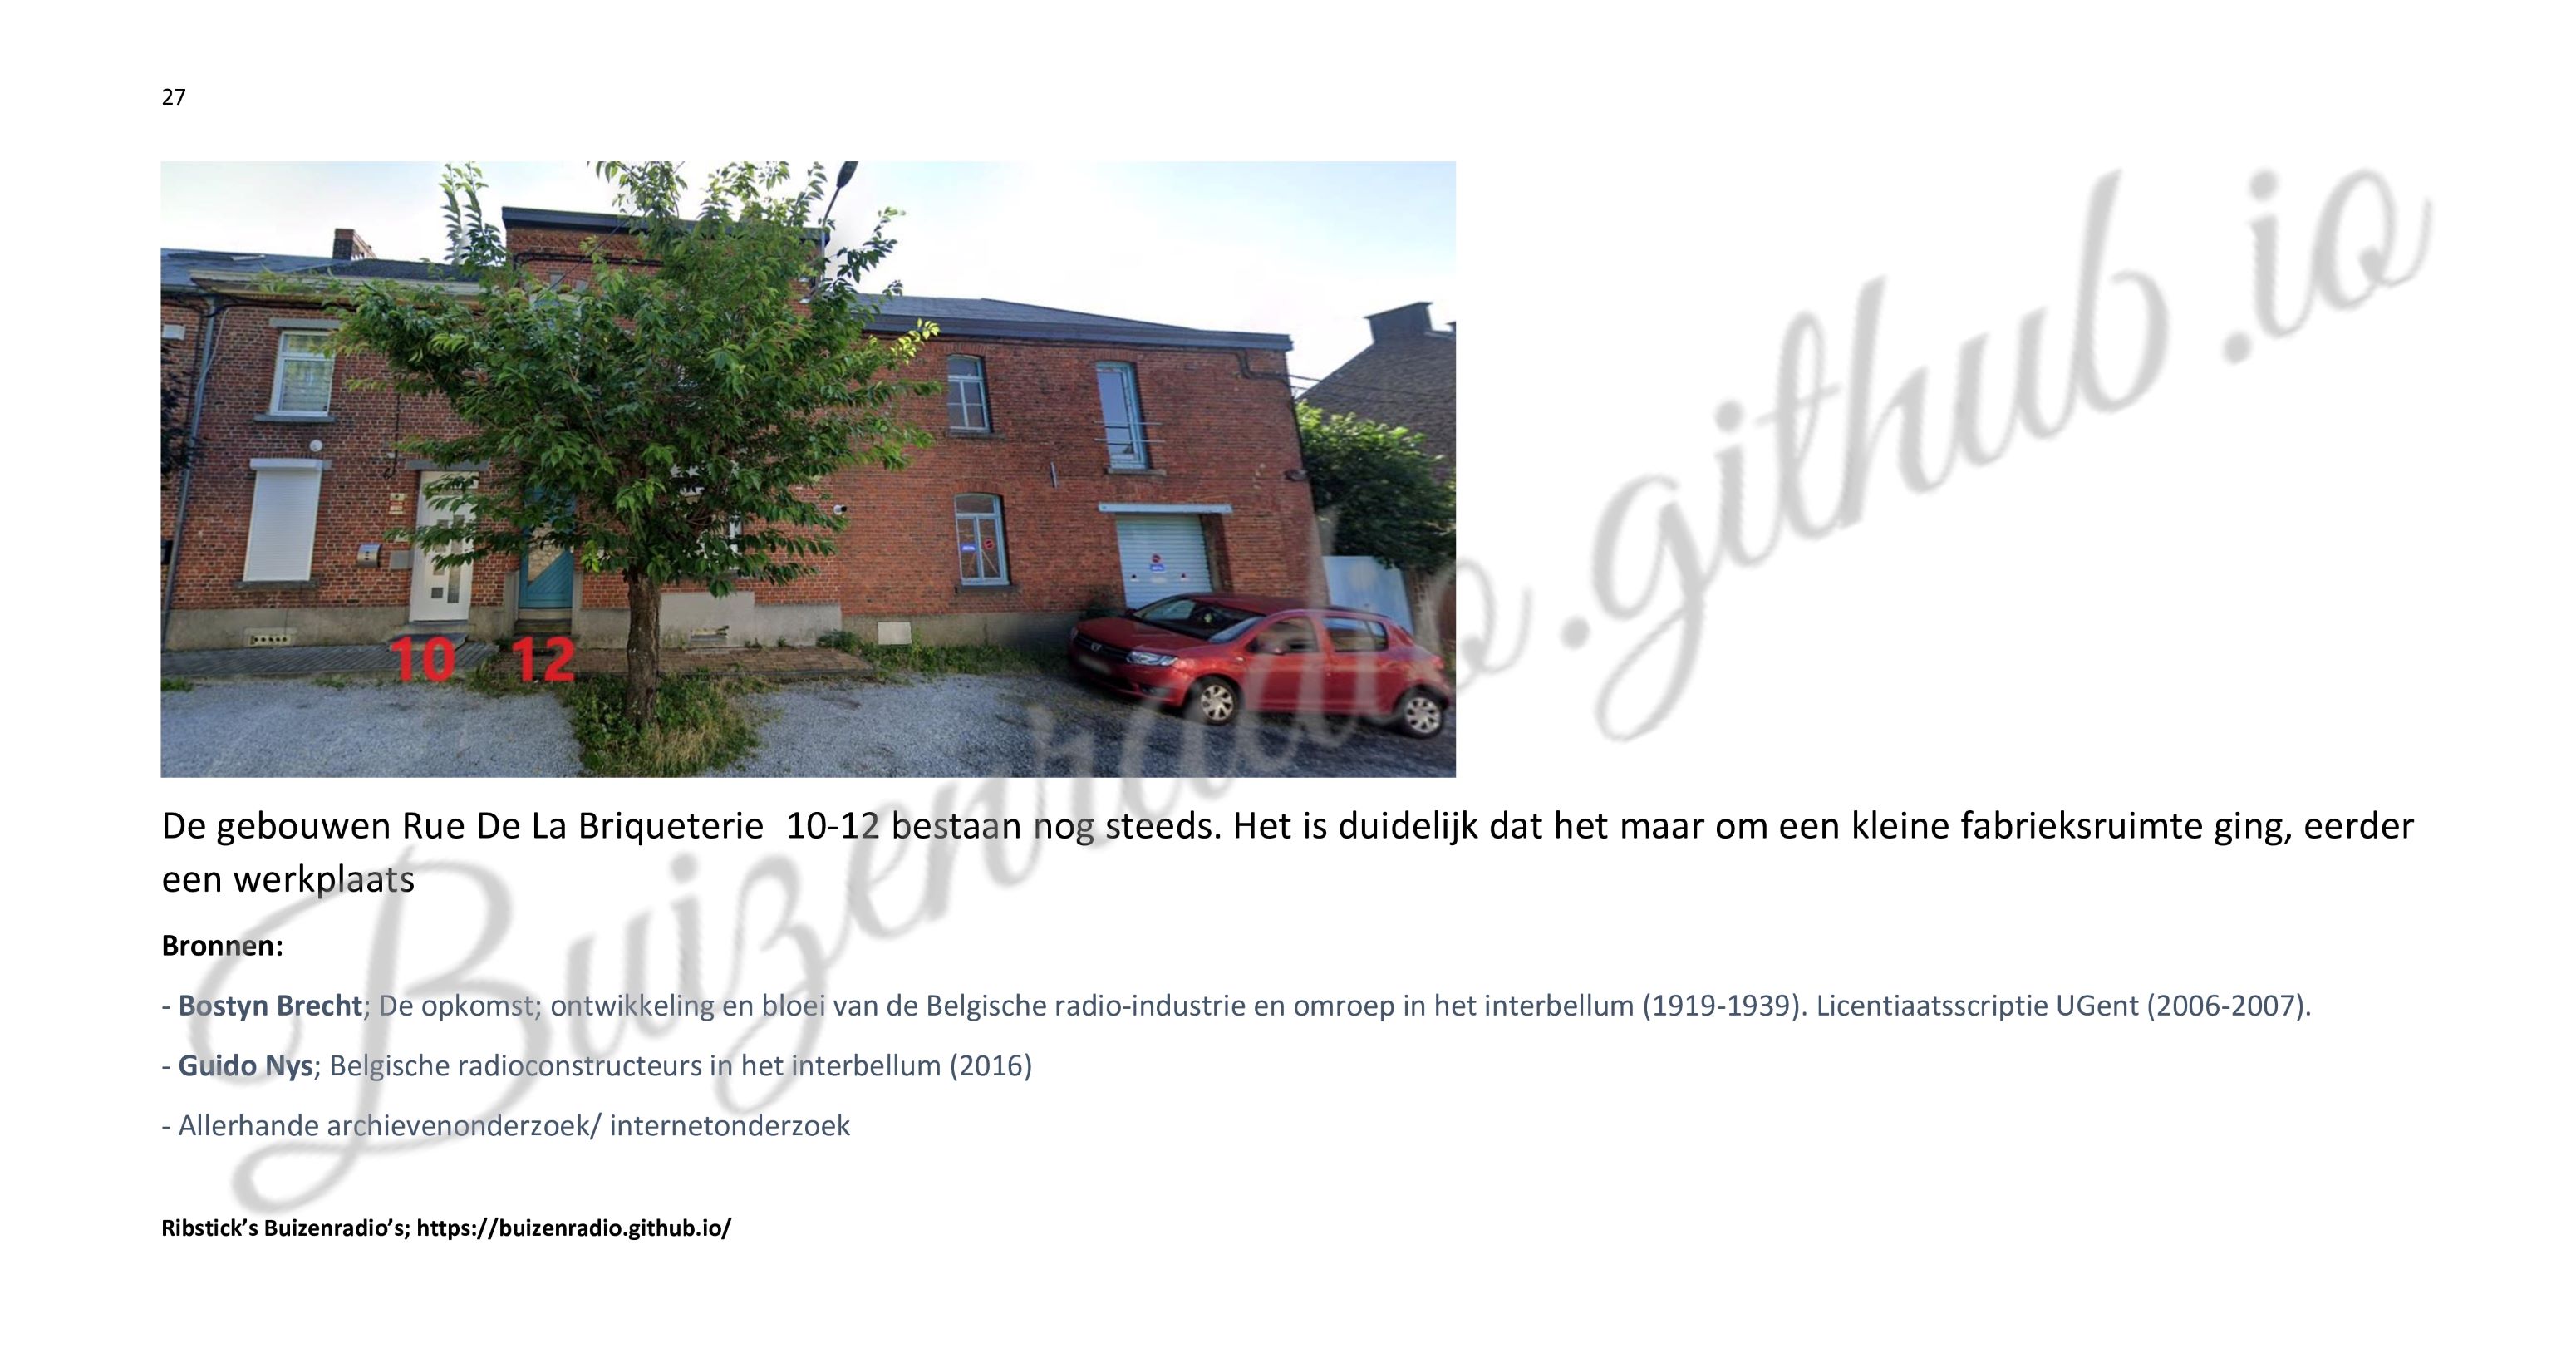 27
10 12
De gebouwen Rue De La Briqueterie  10-12 bestaan nog steeds. Het is duidelijk dat het maar om een kleine fabrieksruimte ging, eerder
een werkplaats
Bronnen:
- Bostyn Brecht; De opkomst; ontwikkeling en bloei van de Belgische radio-industrie en omroep in het interbellum (1919-1939). Licentiaatsscriptie UGent (2006-2007).
- Guido Nys; Belgische radioconstructeurs in het interbellum (2016)
- Allerhande archievenonderzoek/ internetonderzoek
Ribstick’s Buizenradio’s; https://buizenradio.github.io/
Buizenradio.github.io